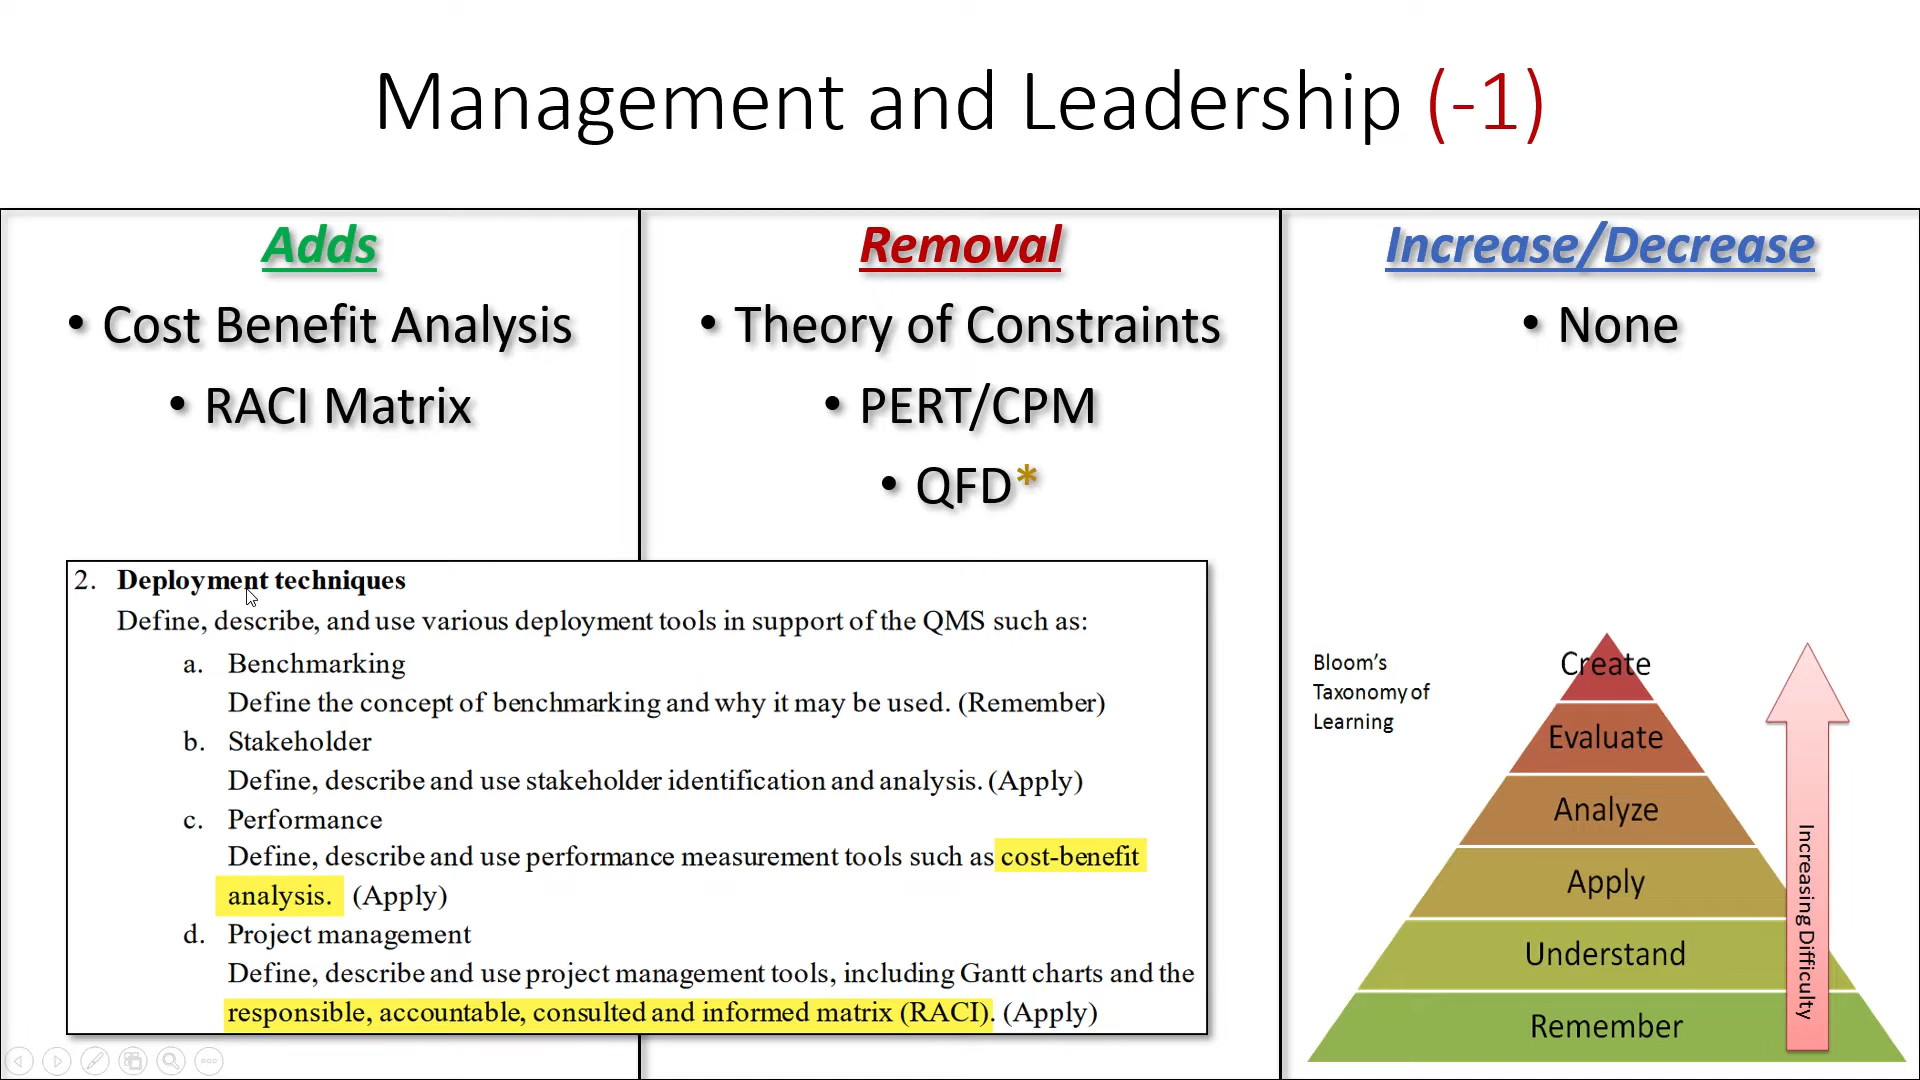 Management and Leadership (-1)
Adds
• Cost Benefit Analysis
• RACI Matrix
Removal
• Theory of Constraints
• PERT/CPM
• QFD*
Increase/Decrease
• None
2. Deployment techniques
Define, describe, and use various deployment tools in support of the QMS such as:
a. Benchmarking
Define the concept of benchmarking and why it may be used. (Remember)
b. Stakeholder
Define, describe and use stakeholder identification and analysis. (Apply)
c. Performance
Define, describe and use performance measurement tools such as cost-benefit
analysis. (Apply)
d. Project management
Define, describe and use project management tools, including Gantt charts and the
responsible, accountable, consulted and informed matrix (RACI). (Apply)
Bloom's
Taxonomy of
Learning
Create
Evaluate
Analyze
Apply
Understand
Remember
Increasing Difficulty